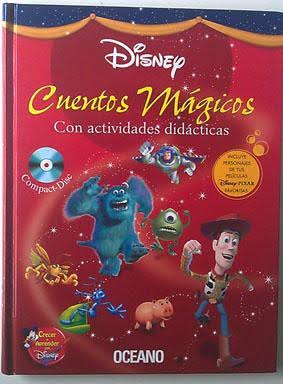 Disney
Cuentos Mágicos
Con actividades didácticas
Compact Disc
INCLUYE
PERSONAJES
DE TUS
PELÍCULAS
Disney PIXAR
FAVORITAS
Crecer
Aprender
con
Disney
OCEANO